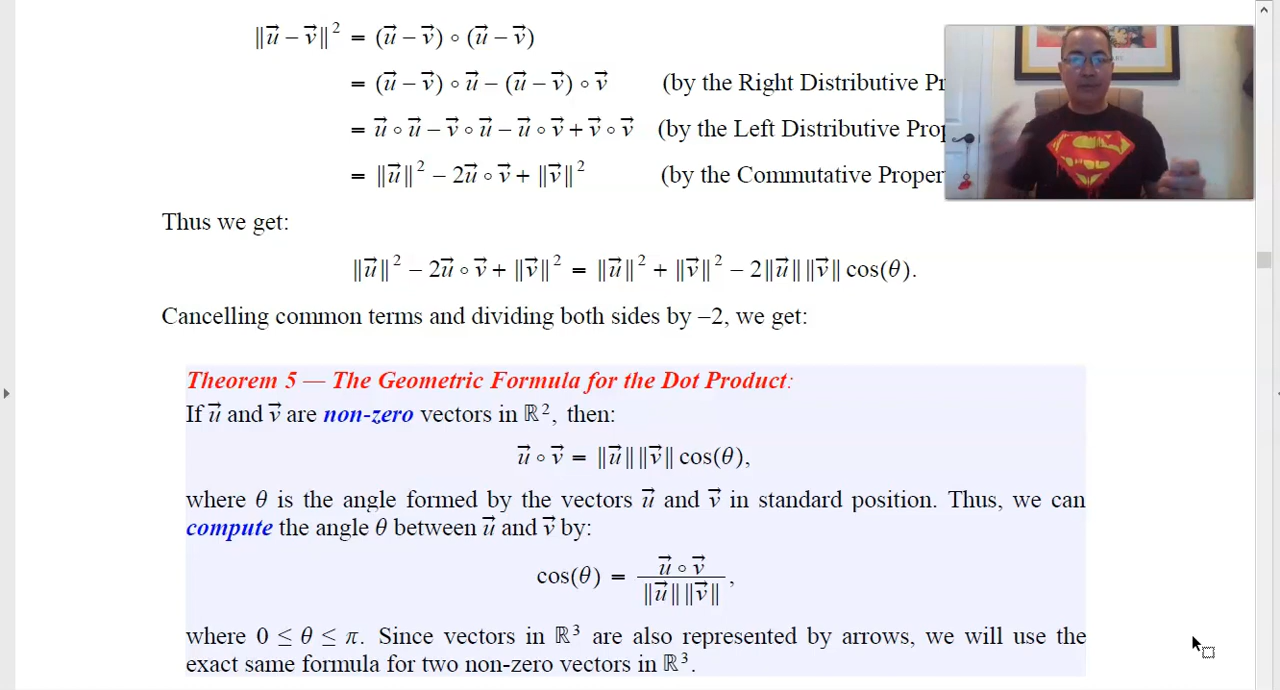 ‖u⃗ − v⃗‖² = (u⃗ − v⃗) ∘ (u⃗ − v⃗)
= (u⃗ − v⃗) ∘ u⃗ − (u⃗ − v⃗) ∘ v⃗ (by the Right Distributive Pr
= u⃗ ∘ u⃗ − v⃗ ∘ u⃗ − u⃗ ∘ v⃗ + v⃗ ∘ v⃗ (by the Left Distributive Prop
= ‖u⃗‖² − 2u⃗ ∘ v⃗ + ‖v⃗‖² (by the Commutative Proper
Thus we get:
‖u⃗‖² − 2u⃗ ∘ v⃗ + ‖v⃗‖² = ‖u⃗‖² + ‖v⃗‖² − 2‖u⃗‖‖v⃗‖ cos(θ).
Cancelling common terms and dividing both sides by −2, we get:
Theorem 5 — The Geometric Formula for the Dot Product:
If u⃗ and v⃗ are non-zero vectors in ℝ², then:
u⃗ ∘ v⃗ = ‖u⃗‖‖v⃗‖ cos(θ),
where θ is the angle formed by the vectors u⃗ and v⃗ in standard position. Thus, we can
compute the angle θ between u⃗ and v⃗ by:
cos(θ) = u⃗ ∘ v⃗ / ‖u⃗‖‖v⃗‖,
where 0 ≤ θ ≤ π. Since vectors in ℝ³ are also represented by arrows, we will use the
exact same formula for two non-zero vectors in ℝ³.